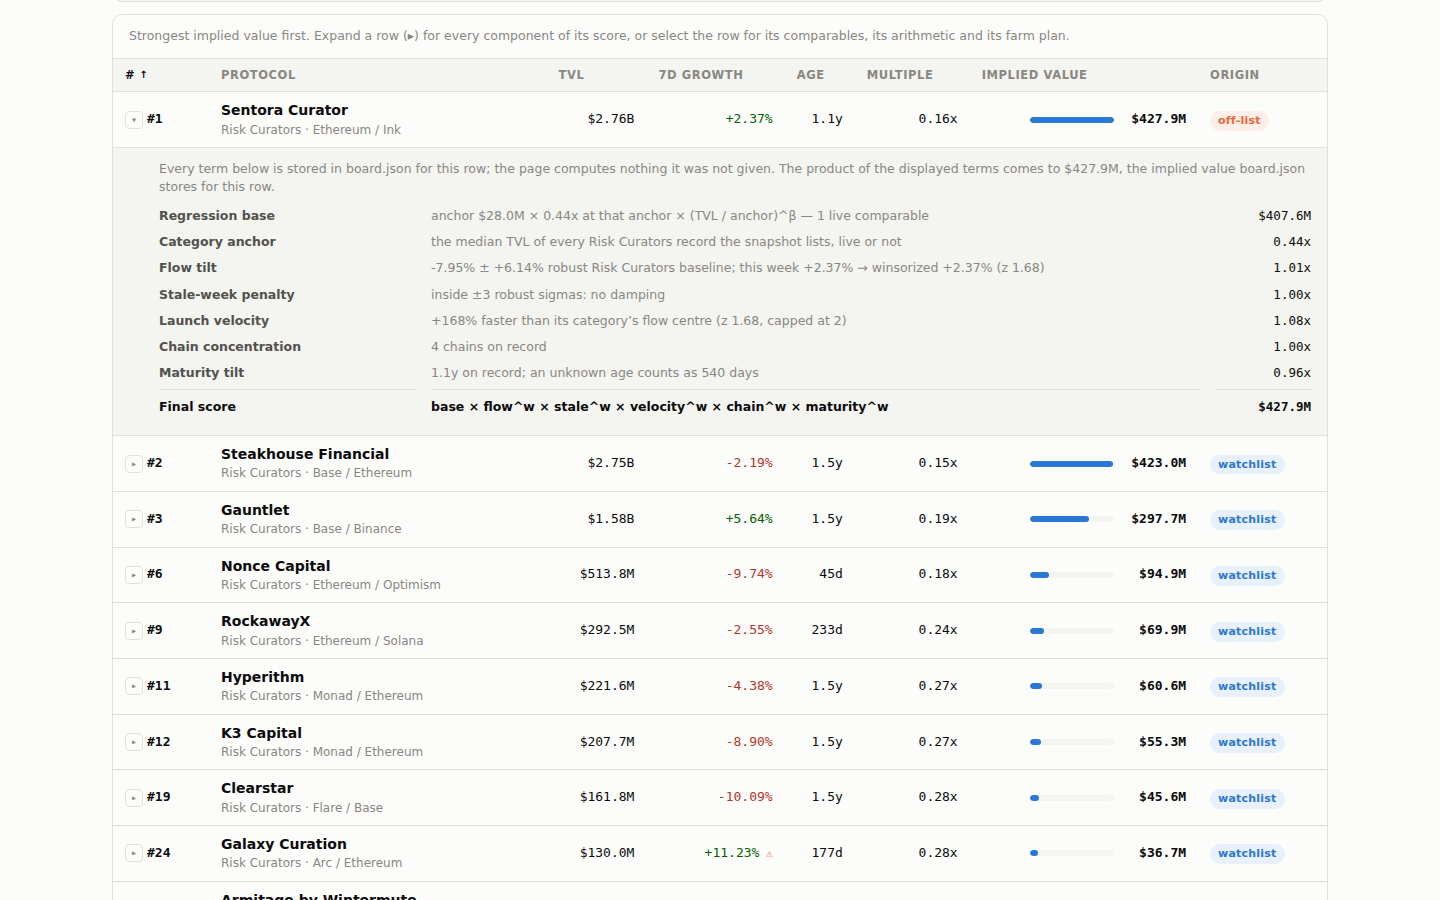 Strongest implied value first. Expand a row (▸) for every component of its score, or select the row for its comparables, its arithmetic and its farm plan.
# ↑ PROTOCOL TVL 7D GROWTH AGE MULTIPLE IMPLIED VALUE ORIGIN
▾ #1 Sentora Curator $2.76B +2.37% 1.1y 0.16x $427.9M off-list
Risk Curators · Ethereum / Ink
Every term below is stored in board.json for this row; the page computes nothing it was not given. The product of the displayed terms comes to $427.9M, the implied value board.json
stores for this row.
Regression base anchor $28.0M × 0.44x at that anchor × (TVL / anchor)^β — 1 live comparable $407.6M
Category anchor the median TVL of every Risk Curators record the snapshot lists, live or not 0.44x
Flow tilt -7.95% ± +6.14% robust Risk Curators baseline; this week +2.37% → winsorized +2.37% (z 1.68) 1.01x
Stale-week penalty inside ±3 robust sigmas: no damping 1.00x
Launch velocity +168% faster than its category’s flow centre (z 1.68, capped at 2) 1.08x
Chain concentration 4 chains on record 1.00x
Maturity tilt 1.1y on record; an unknown age counts as 540 days 0.96x
Final score base × flow^w × stale^w × velocity^w × chain^w × maturity^w $427.9M
▸ #2 Steakhouse Financial $2.75B -2.19% 1.5y 0.15x $423.0M watchlist
Risk Curators · Base / Ethereum
▸ #3 Gauntlet $1.58B +5.64% 1.5y 0.19x $297.7M watchlist
Risk Curators · Base / Binance
▸ #6 Nonce Capital $513.8M -9.74% 45d 0.18x $94.9M watchlist
Risk Curators · Ethereum / Optimism
▸ #9 RockawayX $292.5M -2.55% 233d 0.24x $69.9M watchlist
Risk Curators · Ethereum / Solana
▸ #11 Hyperithm $221.6M -4.38% 1.5y 0.27x $60.6M watchlist
Risk Curators · Monad / Ethereum
▸ #12 K3 Capital $207.7M -8.90% 1.5y 0.27x $55.3M watchlist
Risk Curators · Monad / Ethereum
▸ #19 Clearstar $161.8M -10.09% 1.5y 0.28x $45.6M watchlist
Risk Curators · Flare / Base
▸ #24 Galaxy Curation $130.0M +11.23% ⚠ 177d 0.28x $36.7M watchlist
Risk Curators · Arc / Ethereum
Armitage by Wintermute